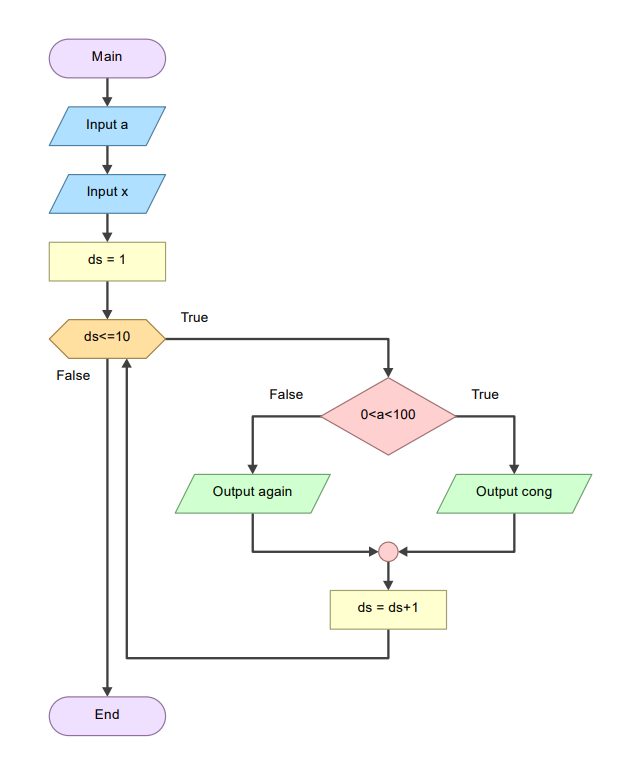 Main
Input a
Input x
ds = 1
ds<=10
True
False
0<a<100
False
True
Output again
Output cong
ds = ds+1
End